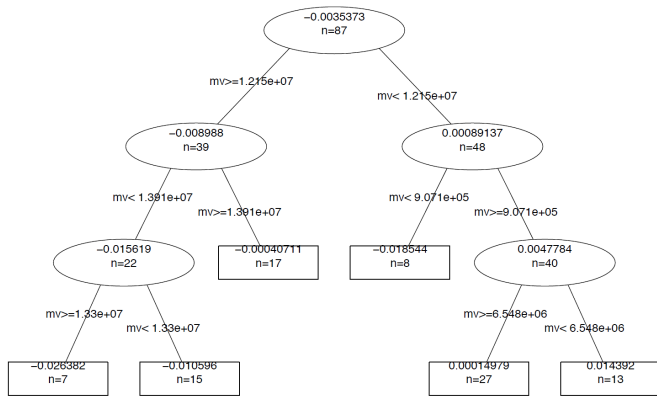 −0.0035373
n=87
mv>=1.215e+07
mv< 1.215e+07
−0.008988
n=39
0.00089137
n=48
mv< 1.391e+07
mv>=1.391e+07
mv< 9.071e+05
mv>=9.071e+05
−0.015619
n=22
−0.00040711
n=17
−0.018544
n=8
0.0047784
n=40
mv>=1.33e+07
mv< 1.33e+07
mv>=6.548e+06
mv< 6.548e+06
−0.026382
n=7
−0.010596
n=15
0.00014979
n=27
0.014392
n=13